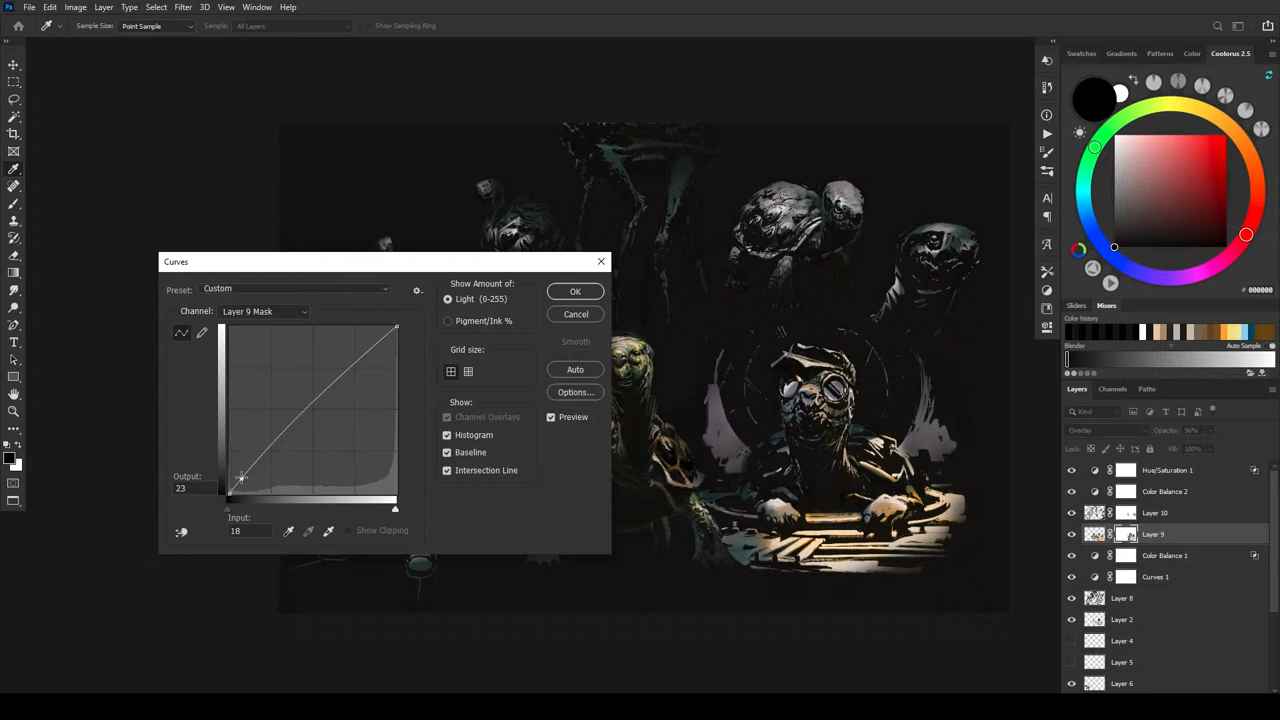 Ps File Edit Image Layer Type Select Filter 3D View Window Help
Sample Size: Point Sample Sample: All Layers Show Sampling Ring
Swatches Gradients Patterns Color Coolorus 2.5
# 000000
Sliders Mixers
Color history
Blender Auto Sample
Layers Channels Paths
Kind
Overlay Opacity: 96%
Lock: Fill: 100%
Hue/Saturation 1
Color Balance 2
Layer 10
Layer 9
Color Balance 1
Curves 1
Layer 8
Layer 2
Layer 4
Layer 5
Layer 6
Curves
Preset: Custom
Channel: Layer 9 Mask
Output:
23
Input:
18
Show Clipping
Show Amount of:
Light (0-255)
Pigment/Ink %
Grid size:
Show:
Channel Overlays
Histogram
Baseline
Intersection Line
OK
Cancel
Smooth
Auto
Options...
Preview